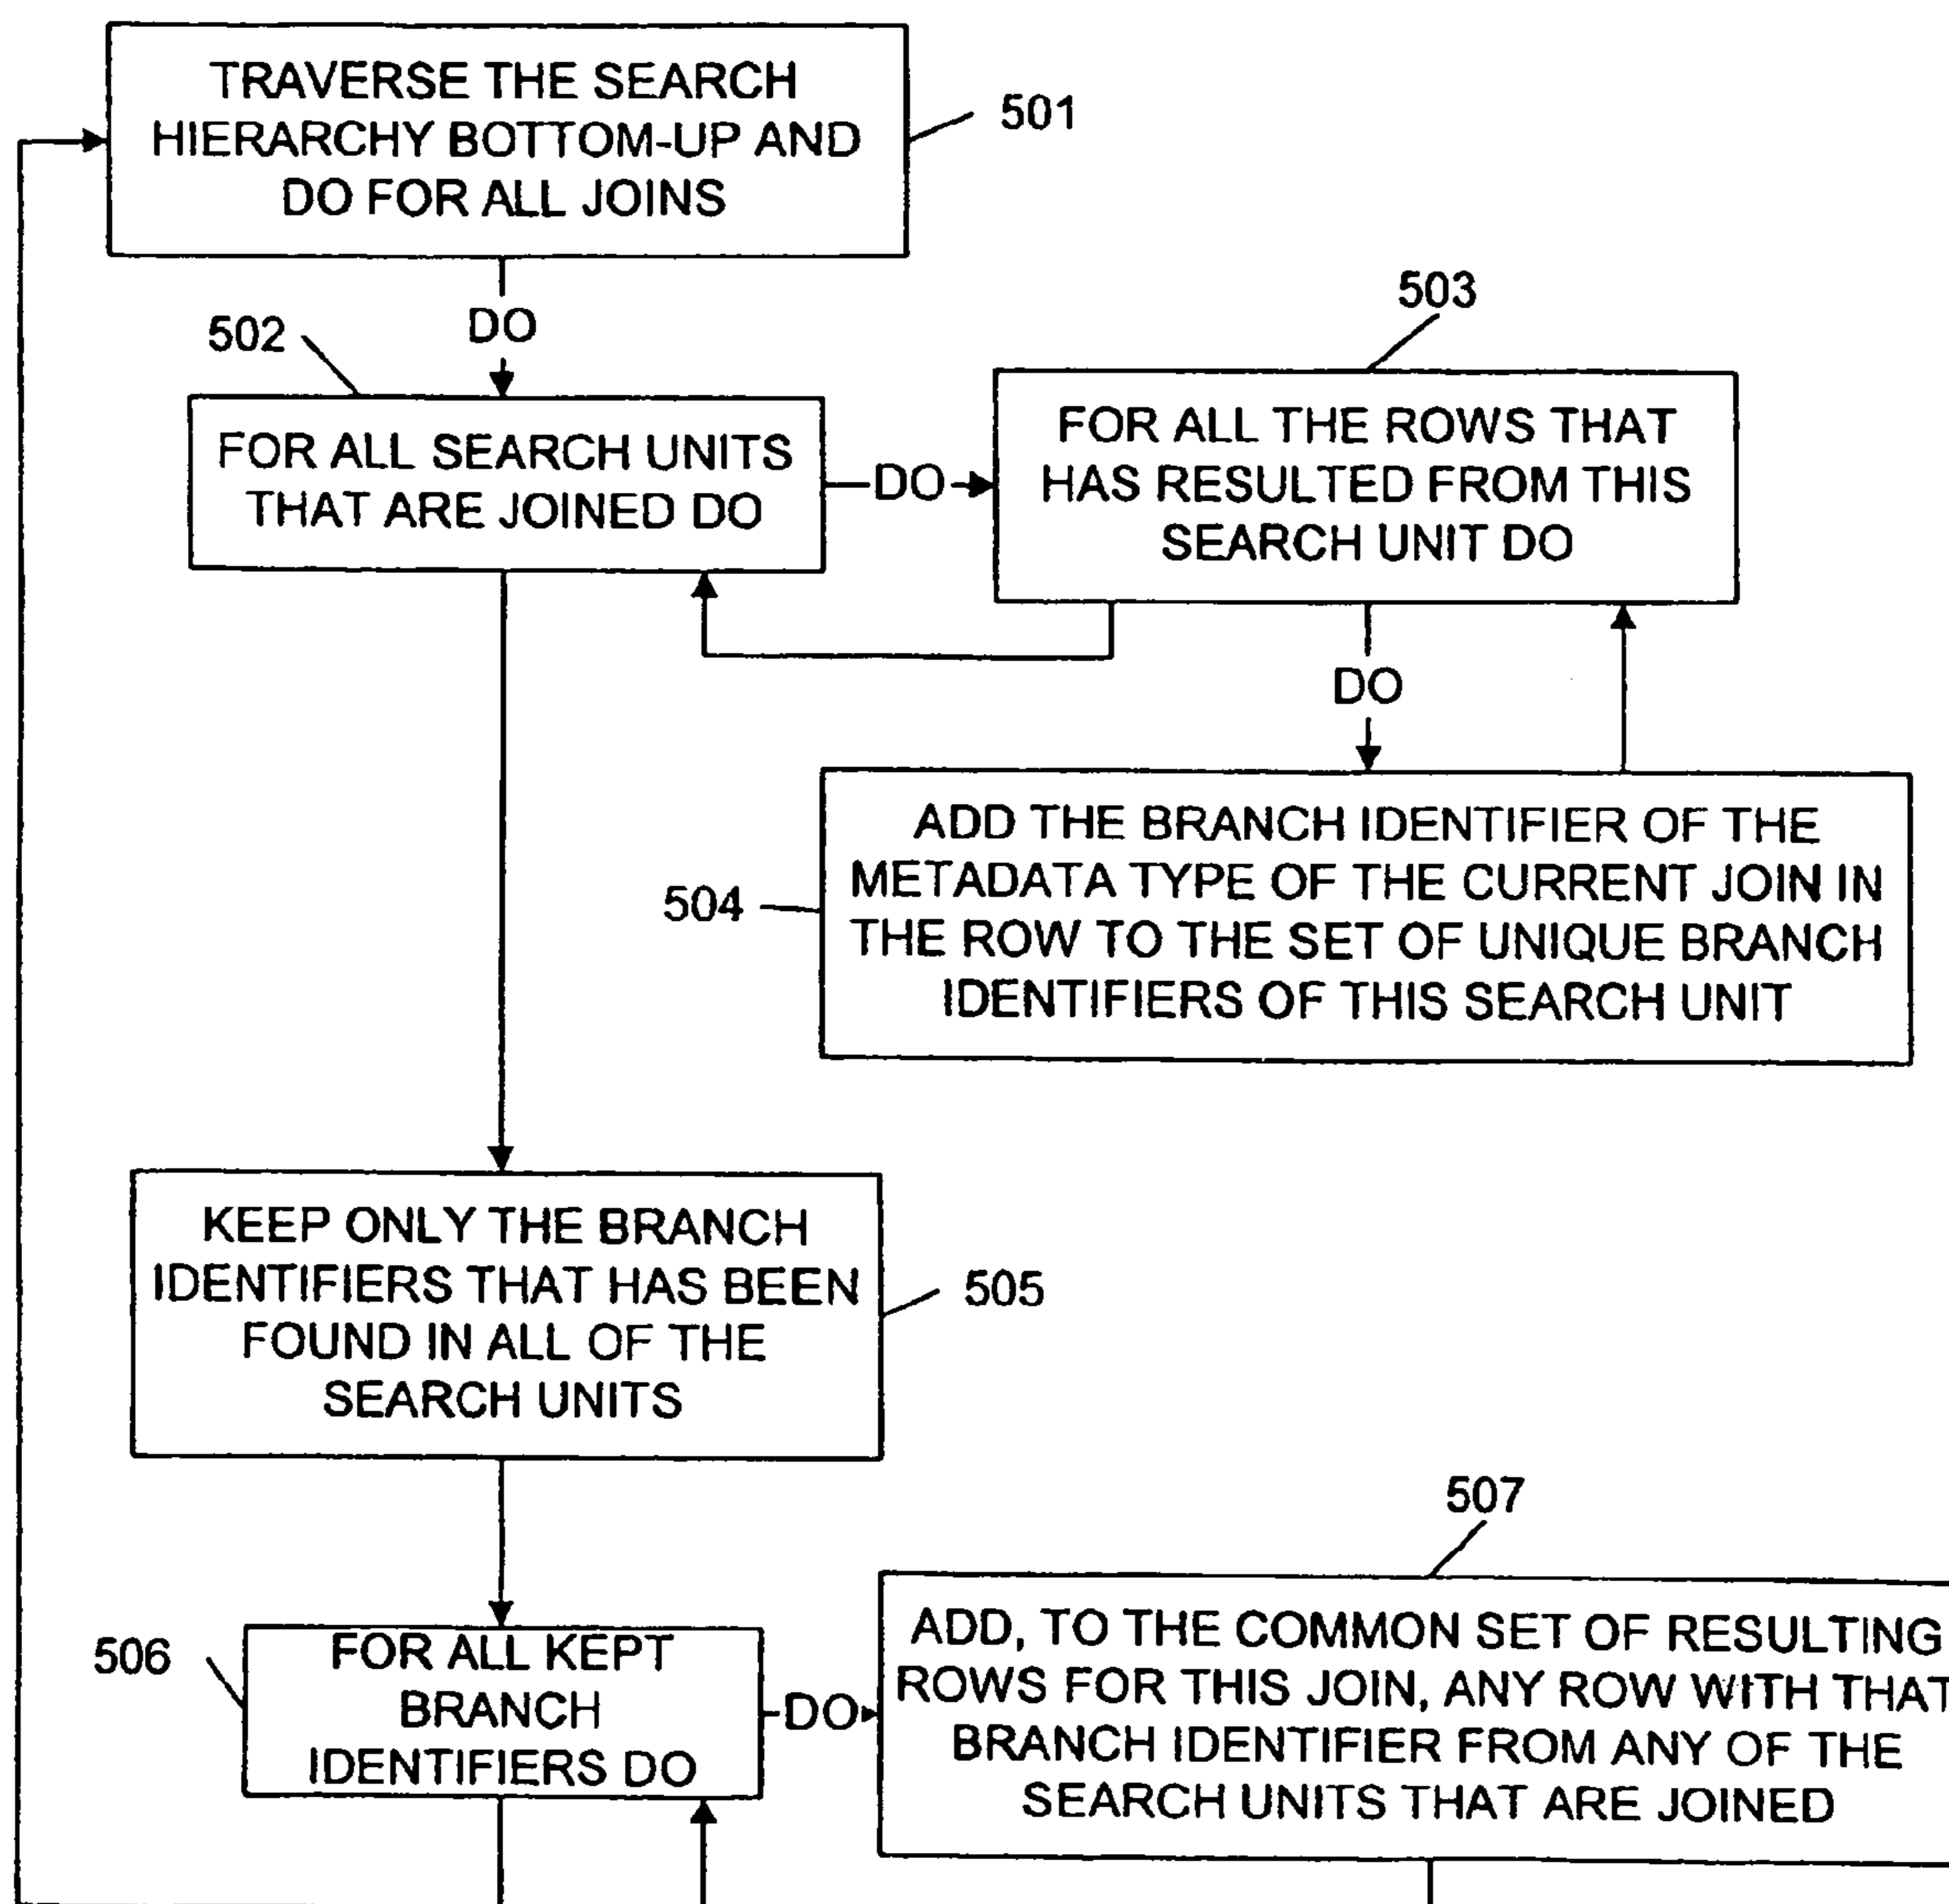 TRAVERSE THE SEARCH
HIERARCHY BOTTOM-UP AND
DO FOR ALL JOINS
501
DO
502
FOR ALL SEARCH UNITS
THAT ARE JOINED DO
DO
503
FOR ALL THE ROWS THAT
HAS RESULTED FROM THIS
SEARCH UNIT DO
DO
504
ADD THE BRANCH IDENTIFIER OF THE
METADATA TYPE OF THE CURRENT JOIN IN
THE ROW TO THE SET OF UNIQUE BRANCH
IDENTIFIERS OF THIS SEARCH UNIT
KEEP ONLY THE BRANCH
IDENTIFIERS THAT HAS BEEN
FOUND IN ALL OF THE
SEARCH UNITS
505
506
FOR ALL KEPT
BRANCH
IDENTIFIERS DO
DO
507
ADD, TO THE COMMON SET OF RESULTING
ROWS FOR THIS JOIN, ANY ROW WITH THAT
BRANCH IDENTIFIER FROM ANY OF THE
SEARCH UNITS THAT ARE JOINED